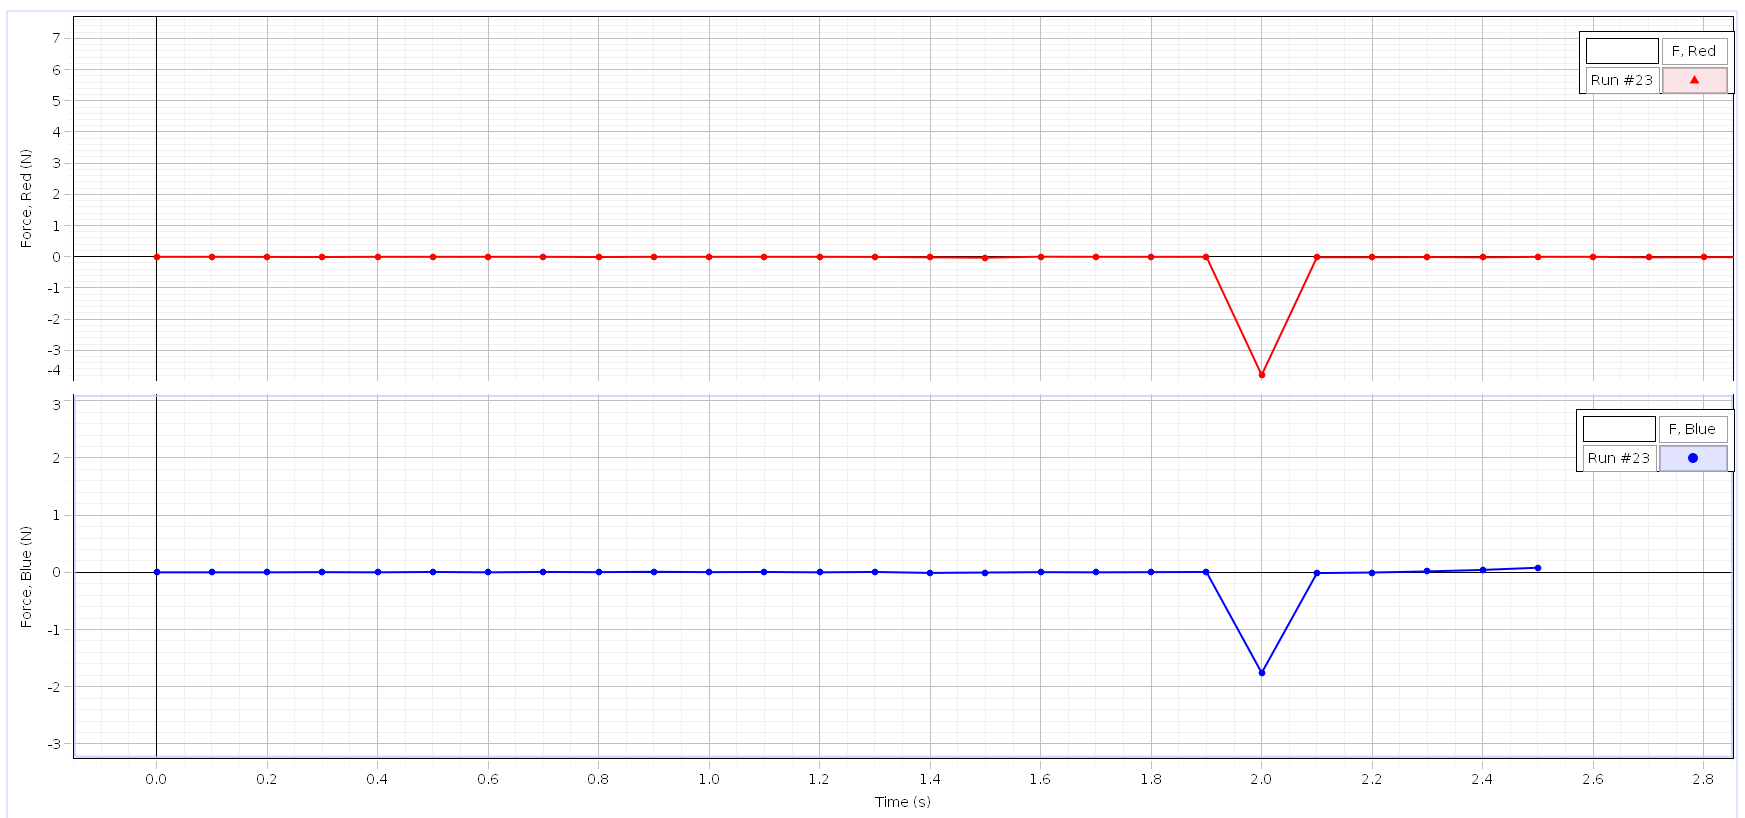 Force, Red (N)
7
6
5
4
3
2
1
0
-1
-2
-3
-4
F, Red
Run #23
Force, Blue (N)
3
2
1
0
-1
-2
-3
F, Blue
Run #23
0.0 0.2 0.4 0.6 0.8 1.0 1.2 1.4 1.6 1.8 2.0 2.2 2.4 2.6 2.8
Time (s)